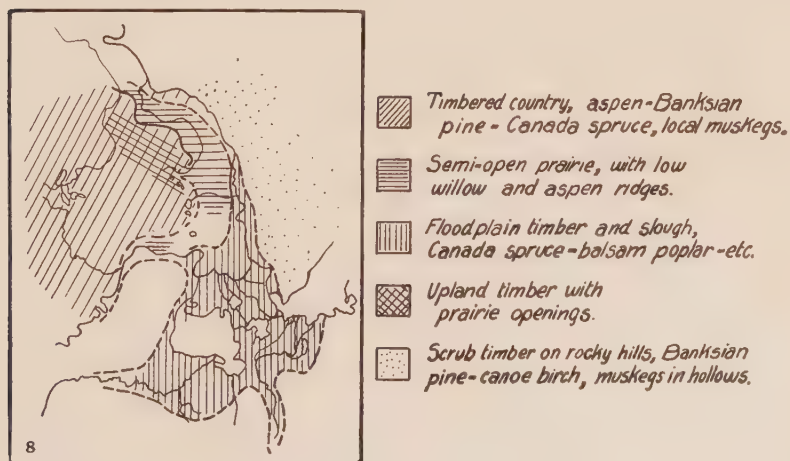 Timbered country, aspen-Banksian
pine - Canada spruce, local muskegs.
Semi-open prairie, with low
willow and aspen ridges.
Floodplain timber and slough,
Canada spruce-balsam poplar-etc.
Upland timber with
prairie openings.
Scrub timber on rocky hills, Banksian
pine-canoe birch, muskegs in hollows.
8